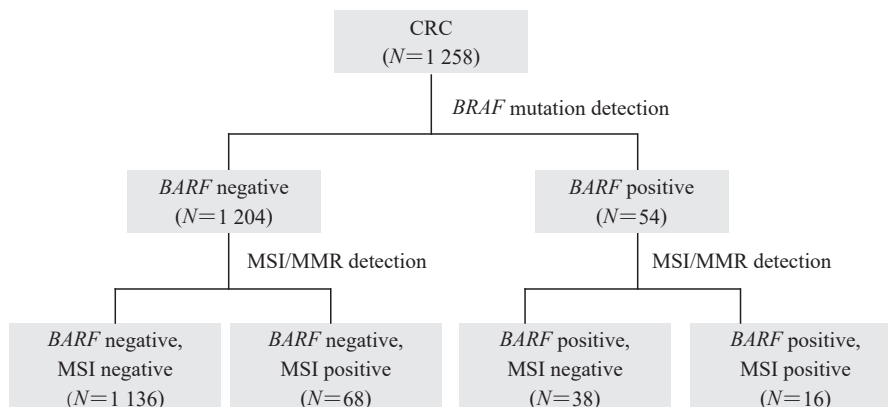 CRC
(N=1 258)
BRAF mutation detection
BARF negative
(N=1 204)
BARF positive
(N=54)
MSI/MMR detection
MSI/MMR detection
BARF negative,
MSI negative
(N=1 136)
BARF negative,
MSI positive
(N=68)
BARF positive,
MSI negative
(N=38)
BARF positive,
MSI positive
(N=16)